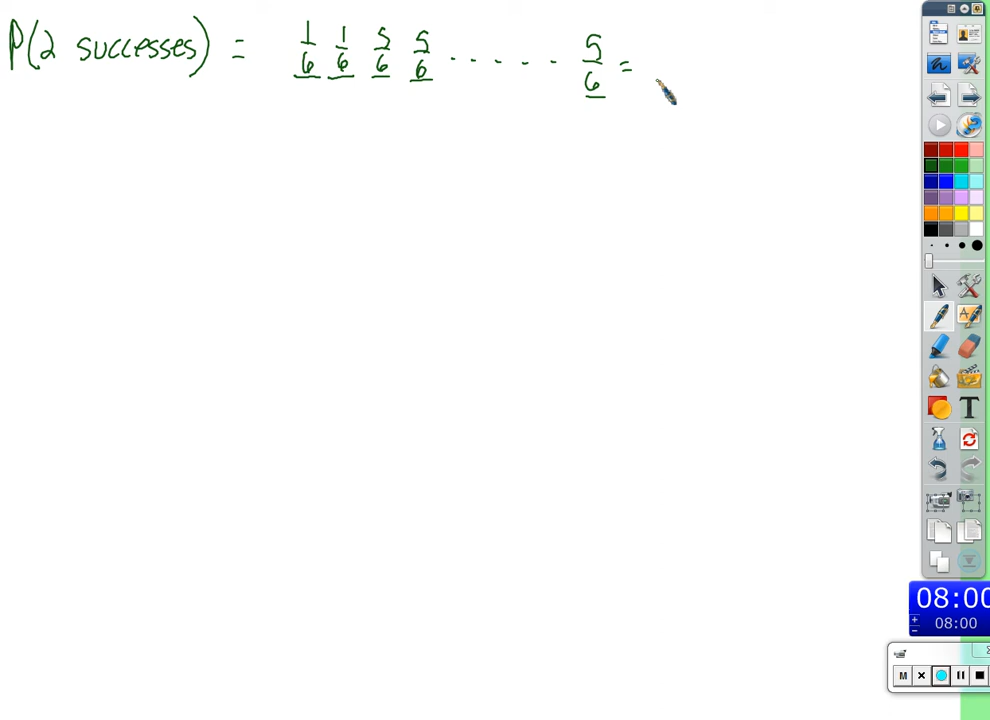 P(2 successes) = 1/6 1/6 5/6 5/6 ...... 5/6 =
T
08:00
08:00
M